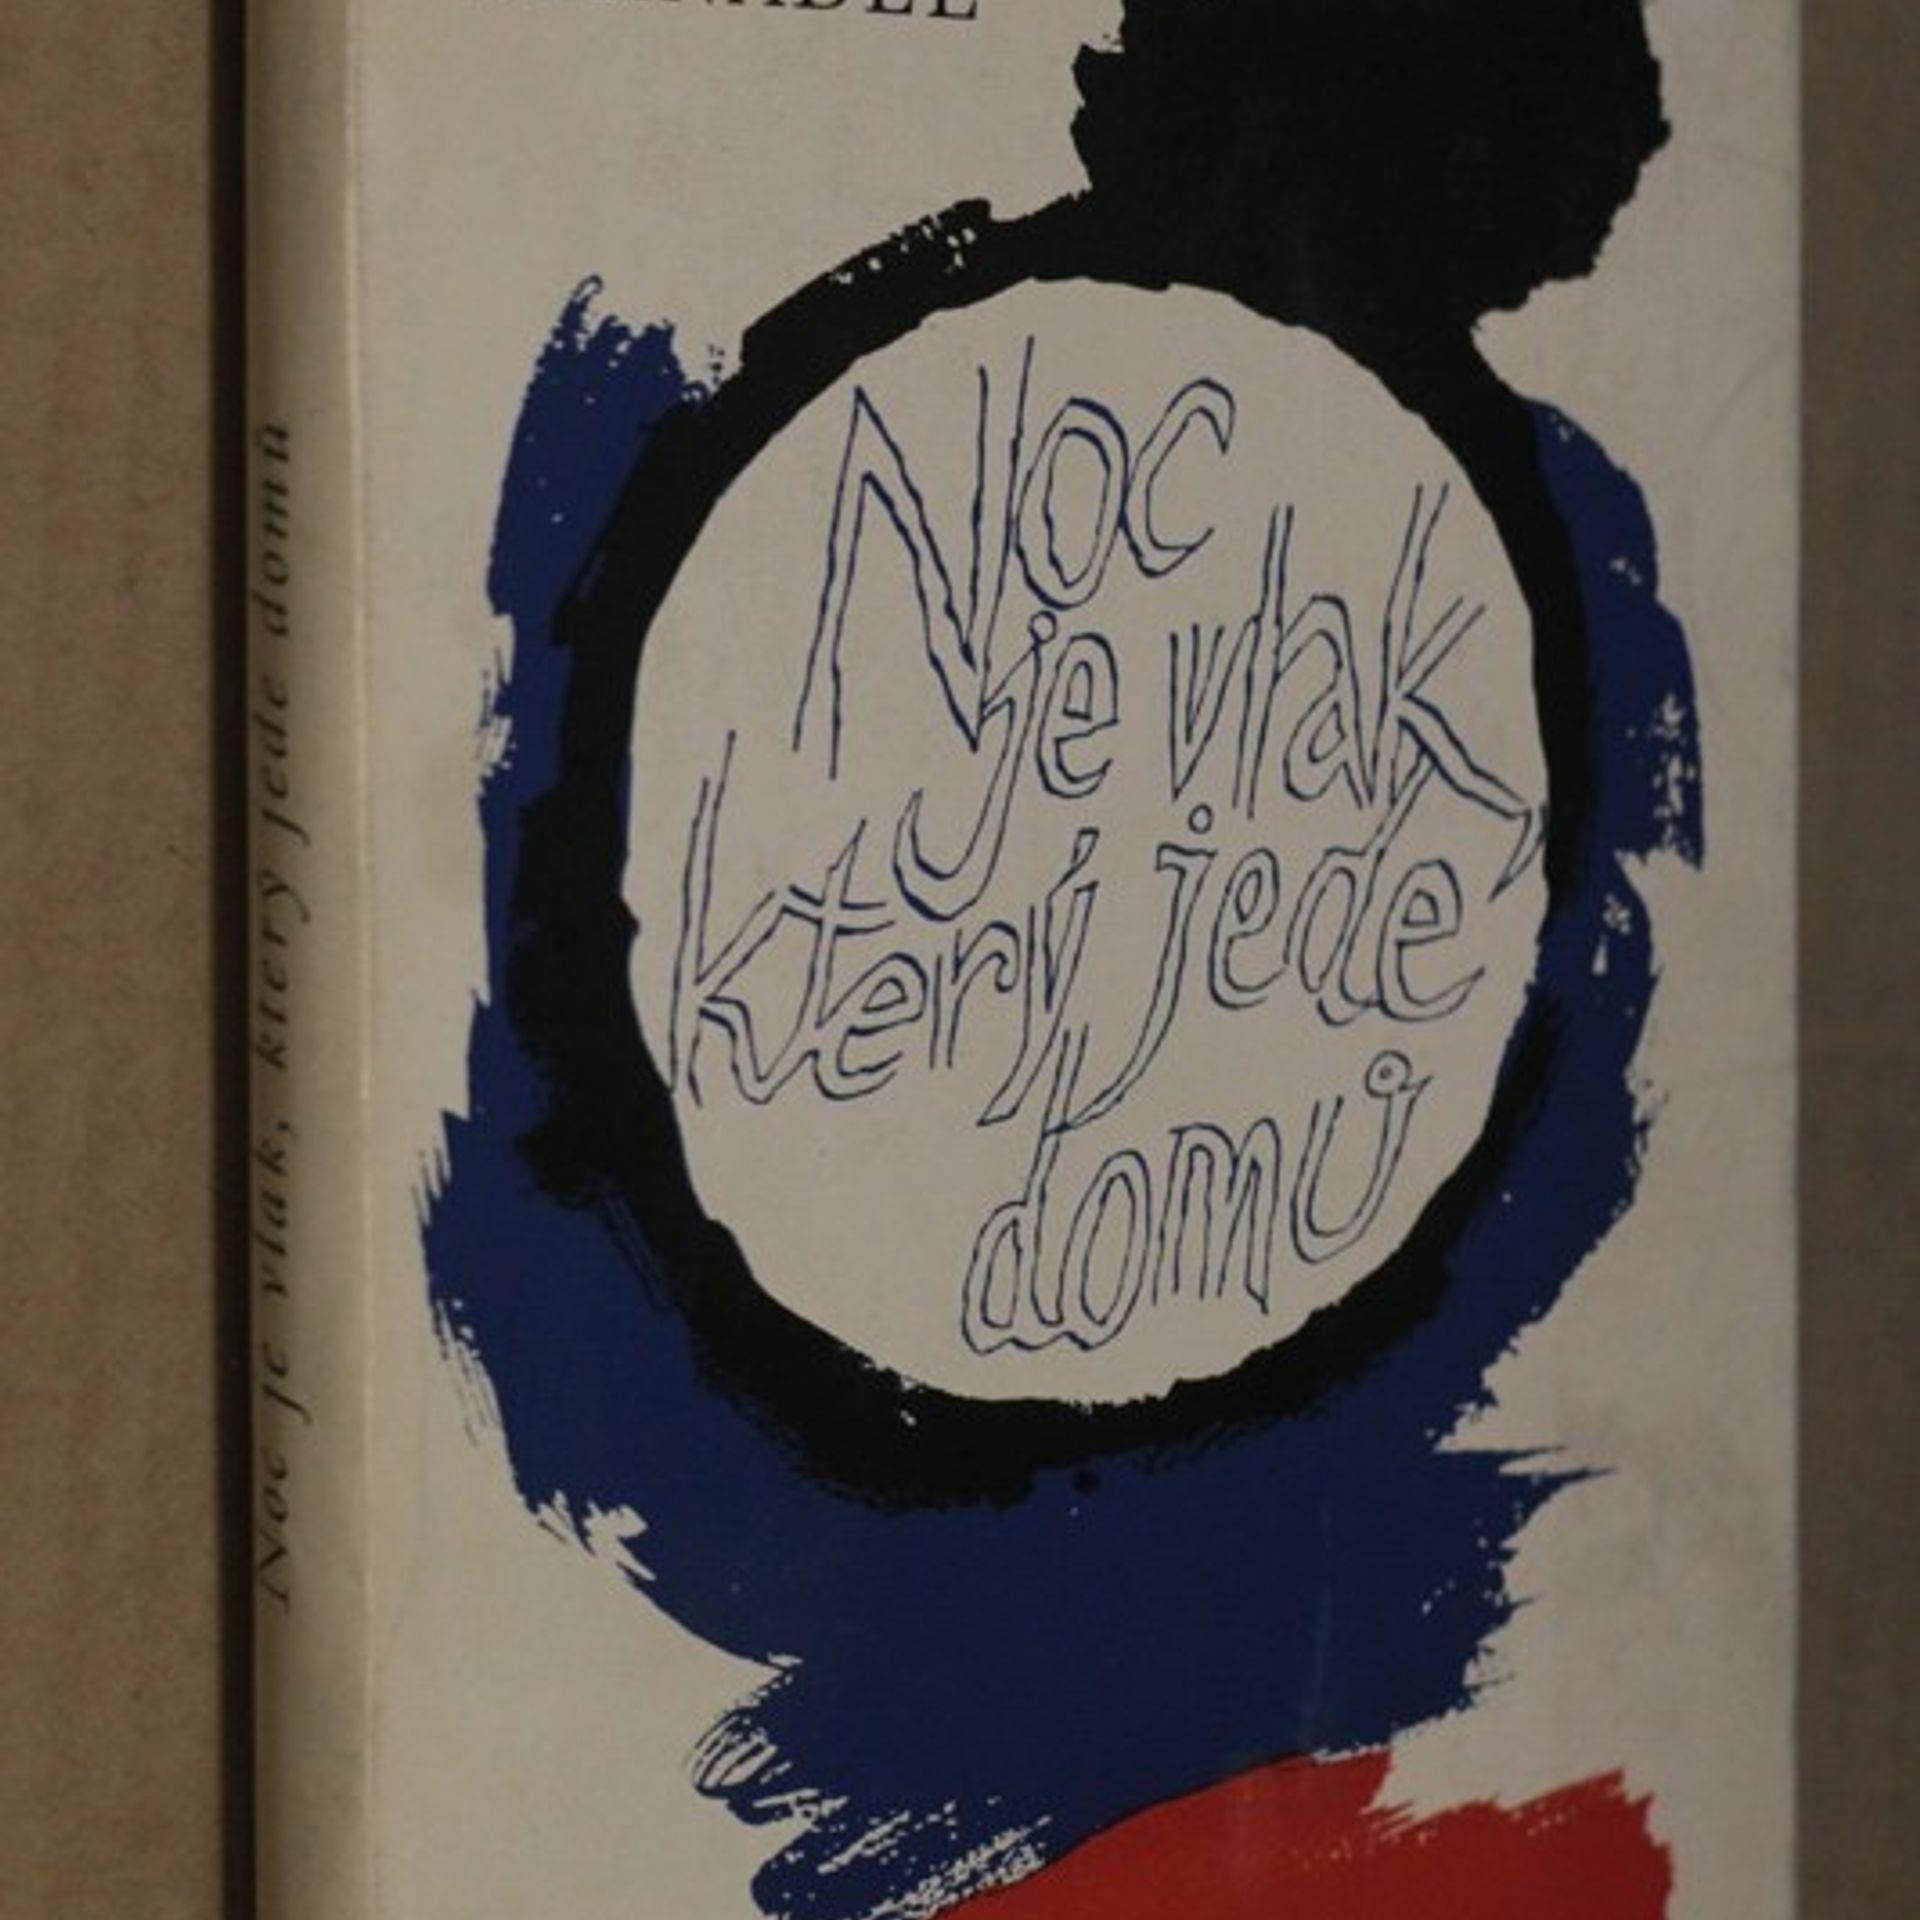 Noc
je vlak,
který jede
domů
Noc je vlak, který jede domů